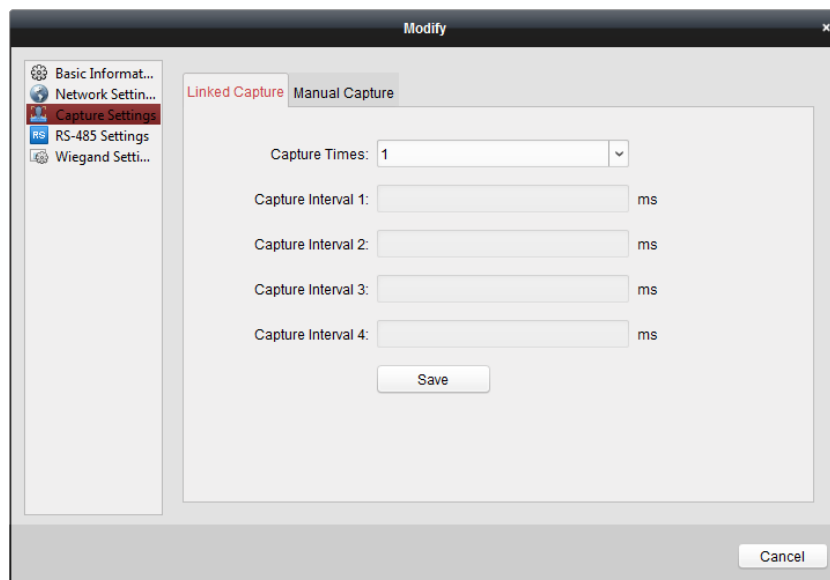 Modify
×
Basic Informat...
Network Settin...
Capture Settings
RS RS-485 Settings
Wiegand Setti...
Linked Capture Manual Capture
Capture Times: 1
Capture Interval 1: ms
Capture Interval 2: ms
Capture Interval 3: ms
Capture Interval 4: ms
Save
Cancel